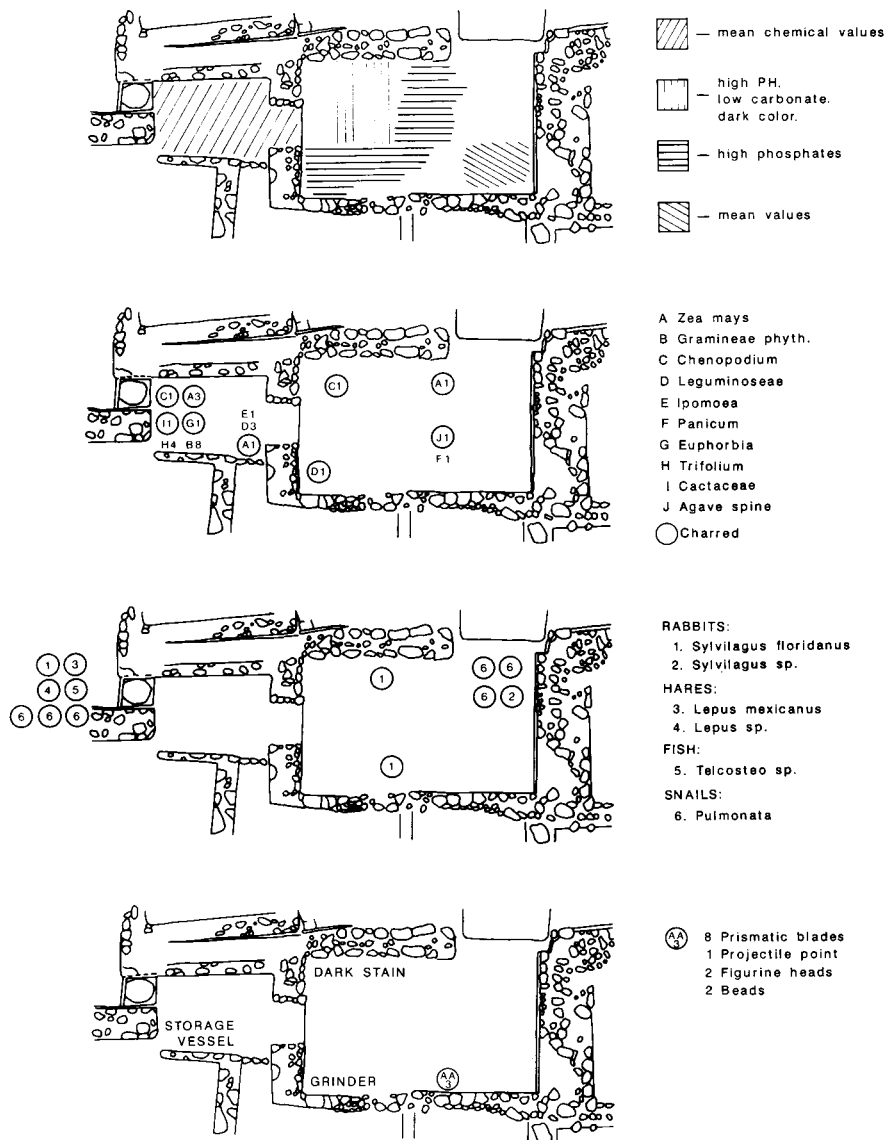 — mean chemical values
— high PH,
low carbonate.
dark color.
— high phosphates
— mean values
A Zea mays
B Gramineae phyth.
C Chenopodium
D Leguminoseae
E Ipomoea
F Panicum
G Euphorbia
H Trifolium
I Cactaceae
J Agave spine
Charred
C1 A3
I1 G1
H4 B8
E1
D3
A1
C1
A1
J1
F1
D1
RABBITS:
1. Sylvilagus floridanus
2. Sylvilagus sp.
HARES:
3. Lepus mexicanus
4. Lepus sp.
FISH:
5. Telcosteo sp.
SNAILS:
6. Pulmonata
1 3
4 5
6 6 6
1
6 6
6 2
1
AA
3
8 Prismatic blades
1 Projectile point
2 Figurine heads
2 Beads
DARK STAIN
STORAGE
VESSEL
GRINDER
AA
3